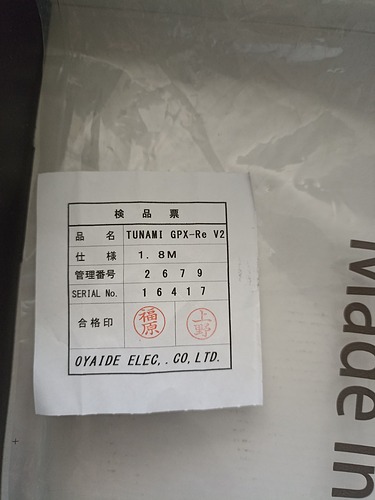 検品票
品名 TUNAMI GPX-Re V2
仕様 1.8M
管理番号 2679
SERIAL No. 16417
合格印 福原 上野
OYAIDE ELEC,.CO,LTD.
Made In